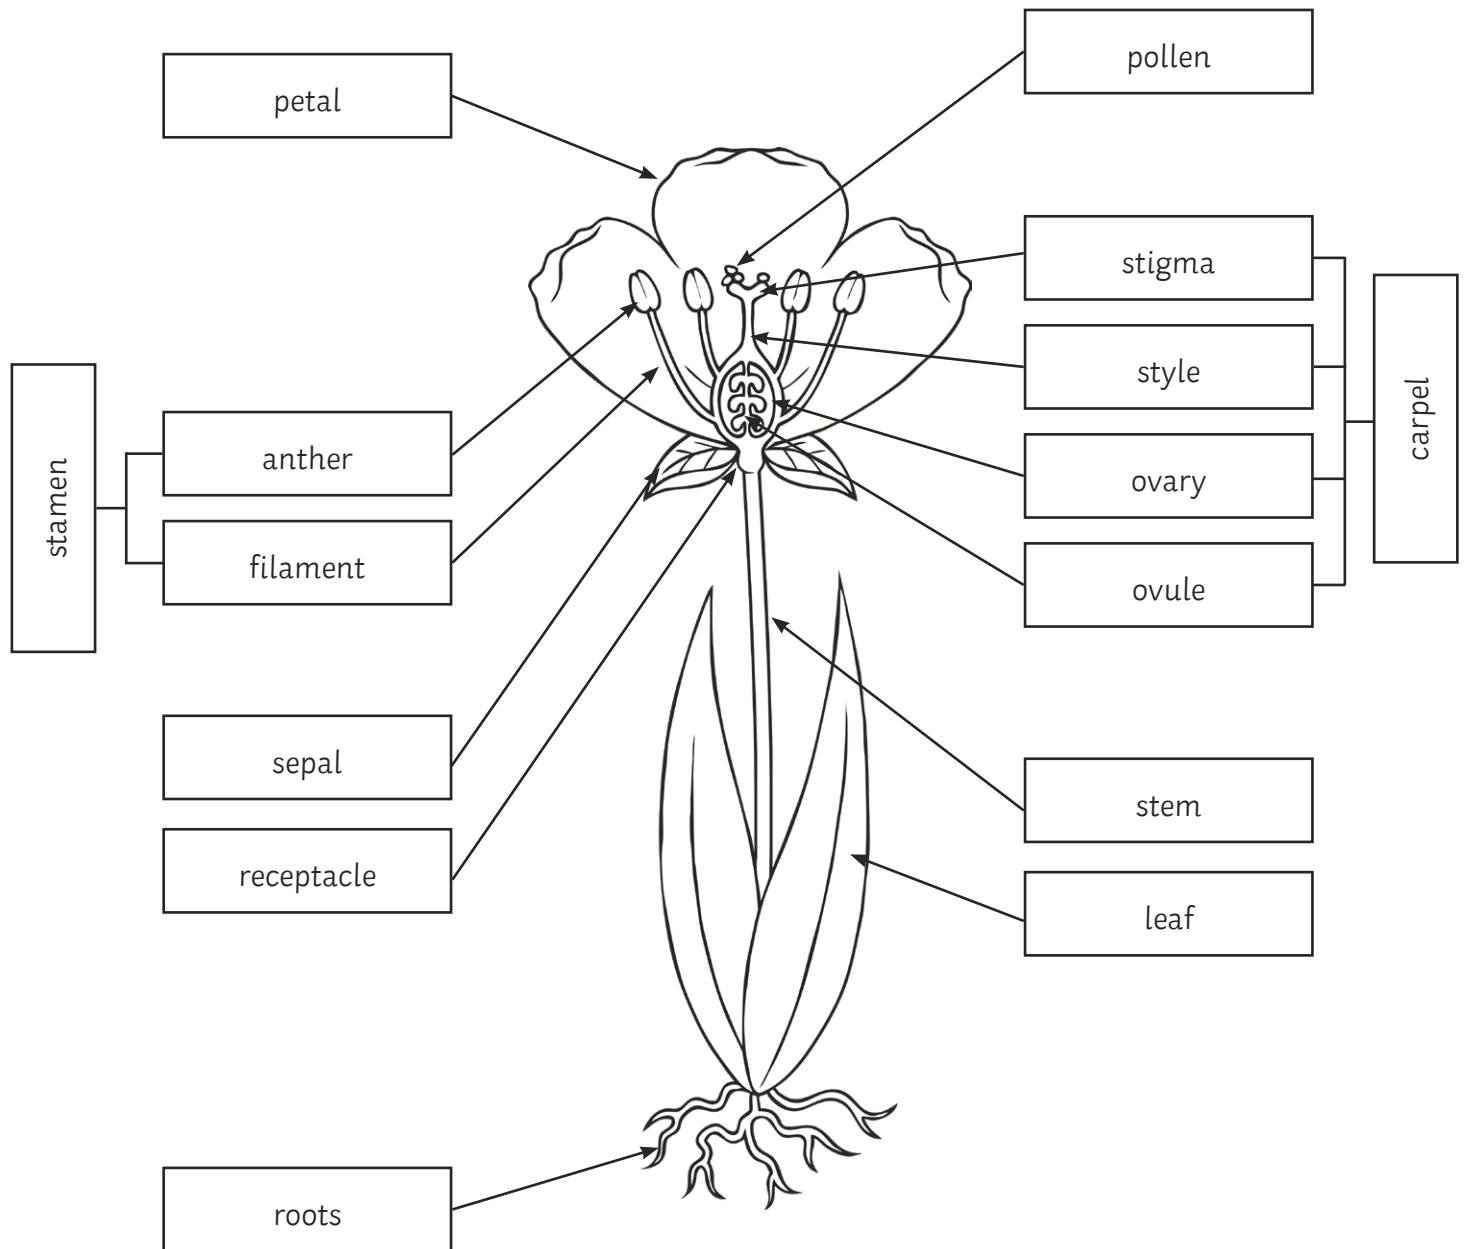 petal
pollen
stigma
style
ovary
ovule
carpel
stamen
anther
filament
sepal
receptacle
stem
leaf
roots